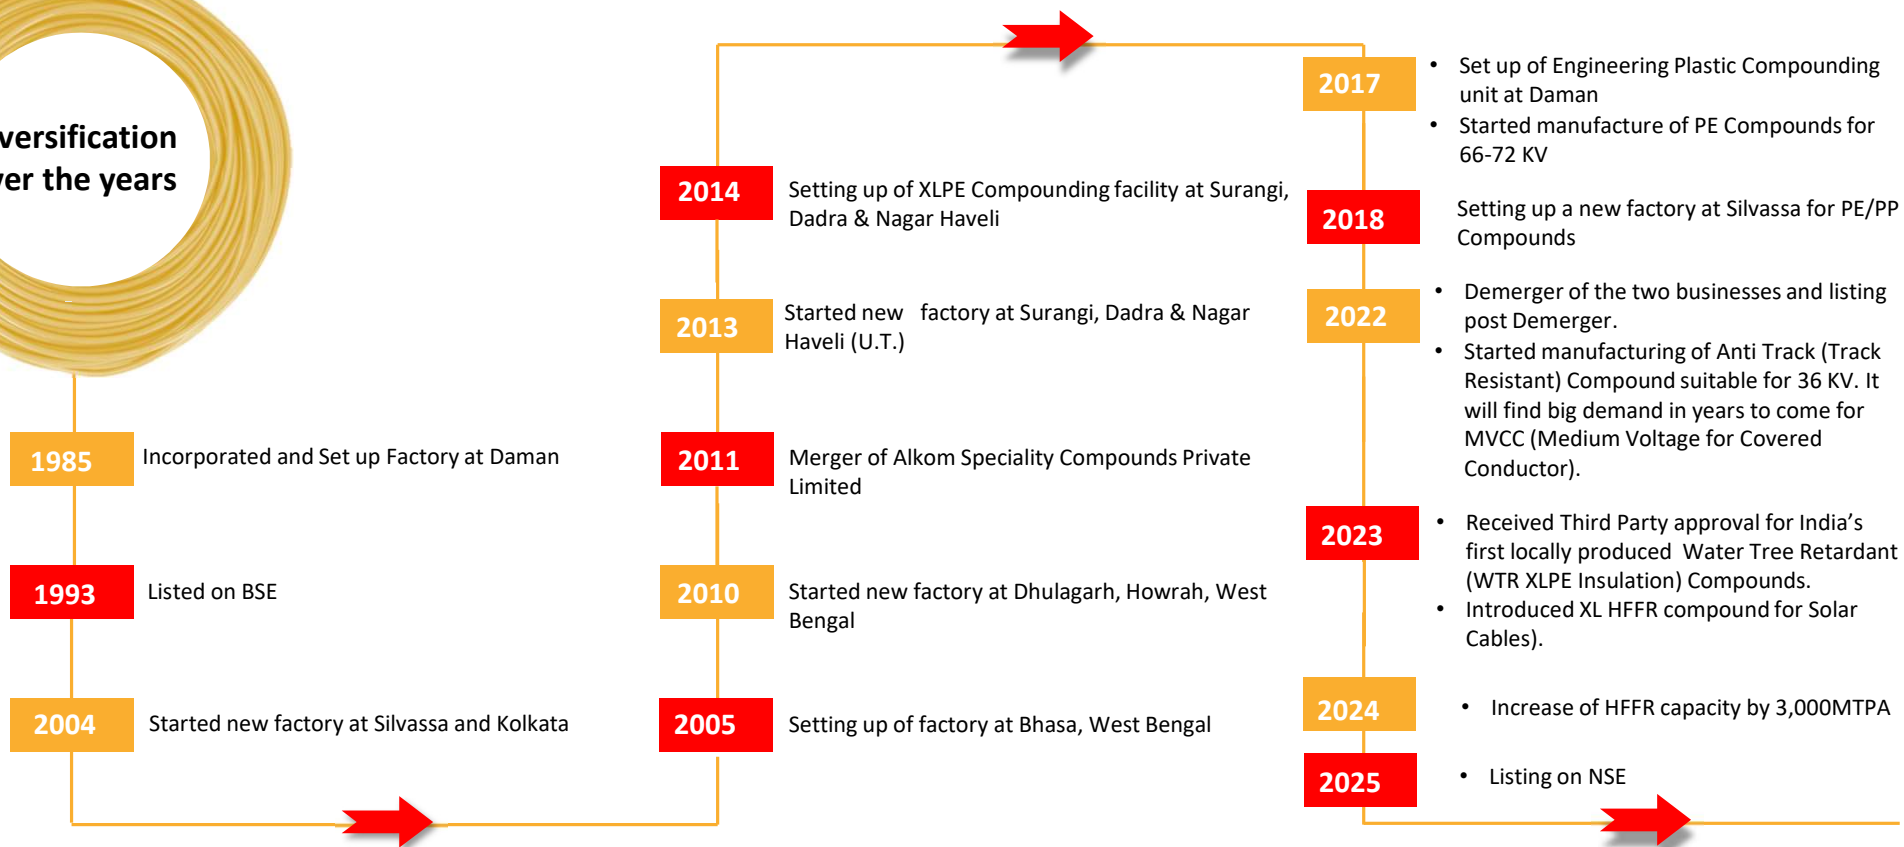 versification
ver the years
1985
Incorporated and Set up Factory at Daman
1993
Listed on BSE
2004
Started new factory at Silvassa and Kolkata
2005
Setting up of factory at Bhasa, West Bengal
2010
Started new factory at Dhulagarh, Howrah, West
Bengal
2011
Merger of Alkom Speciality Compounds Private
Limited
2013
Started new factory at Surangi, Dadra & Nagar
Haveli (U.T.)
2014
Setting up of XLPE Compounding facility at Surangi,
Dadra & Nagar Haveli
2017
• Set up of Engineering Plastic Compounding
unit at Daman
• Started manufacture of PE Compounds for
66-72 KV
2018
Setting up a new factory at Silvassa for PE/PP
Compounds
2022
• Demerger of the two businesses and listing
post Demerger.
• Started manufacturing of Anti Track (Track
Resistant) Compound suitable for 36 KV. It
will find big demand in years to come for
MVCC (Medium Voltage for Covered
Conductor).
2023
• Received Third Party approval for India’s
first locally produced Water Tree Retardant
(WTR XLPE Insulation) Compounds.
• Introduced XL HFFR compound for Solar
Cables).
2024
• Increase of HFFR capacity by 3,000MTPA
2025
• Listing on NSE